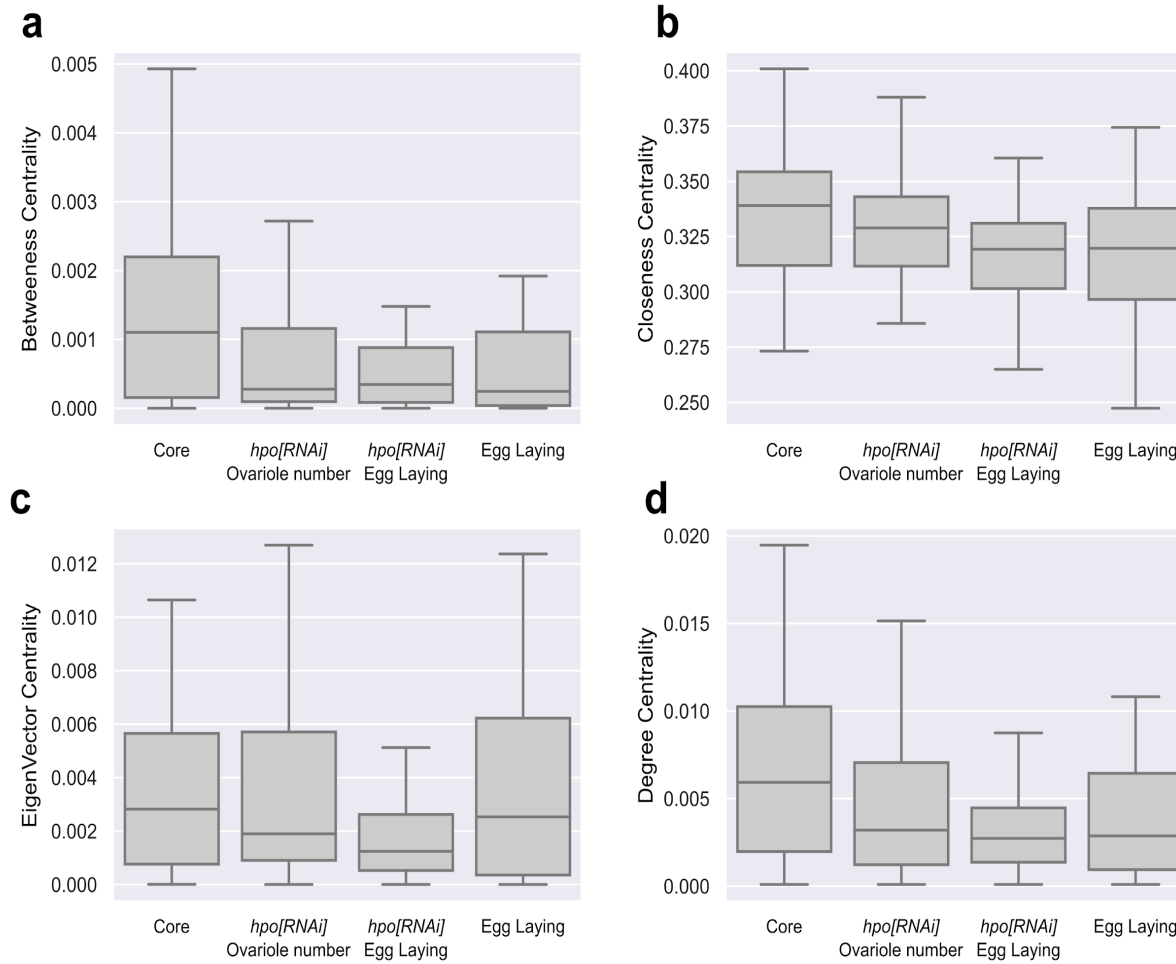 a
Betweeness Centrality
0.005
0.004
0.003
0.002
0.001
0.000
Core
hpo[RNAi]
Ovariole number
hpo[RNAi]
Egg Laying
Egg Laying
b
Closeness Centrality
0.400
0.375
0.350
0.325
0.300
0.275
0.250
Core
hpo[RNAi]
Ovariole number
hpo[RNAi]
Egg Laying
Egg Laying
c
EigenVector Centrality
0.012
0.010
0.008
0.006
0.004
0.002
0.000
Core
hpo[RNAi]
Ovariole number
hpo[RNAi]
Egg Laying
Egg Laying
d
Degree Centrality
0.020
0.015
0.010
0.005
0.000
Core
hpo[RNAi]
Ovariole number
hpo[RNAi]
Egg Laying
Egg Laying